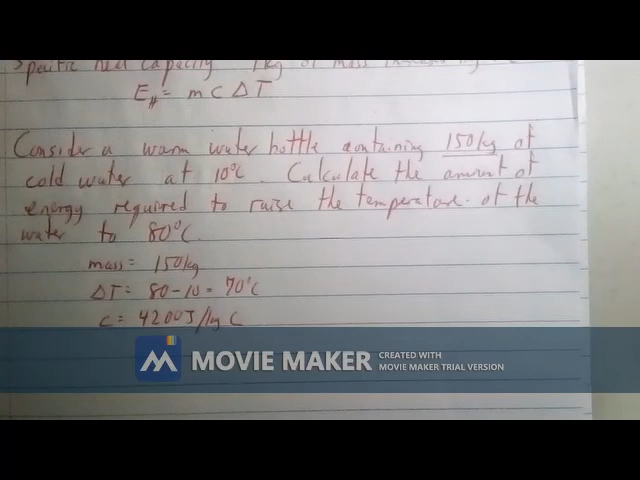 Specific heat capacity 1kg of mass
E_H = m c Δ T
Consider a warm water bottle containing 150kg of
cold water at 10°C. Calculate the amount of
energy required to raise the temperature of the
water to 80°C.
mass = 150kg
ΔT = 80-10 = 70°C
c = 4200J/kg C
MOVIE MAKER
CREATED WITH
MOVIE MAKER TRIAL VERSION